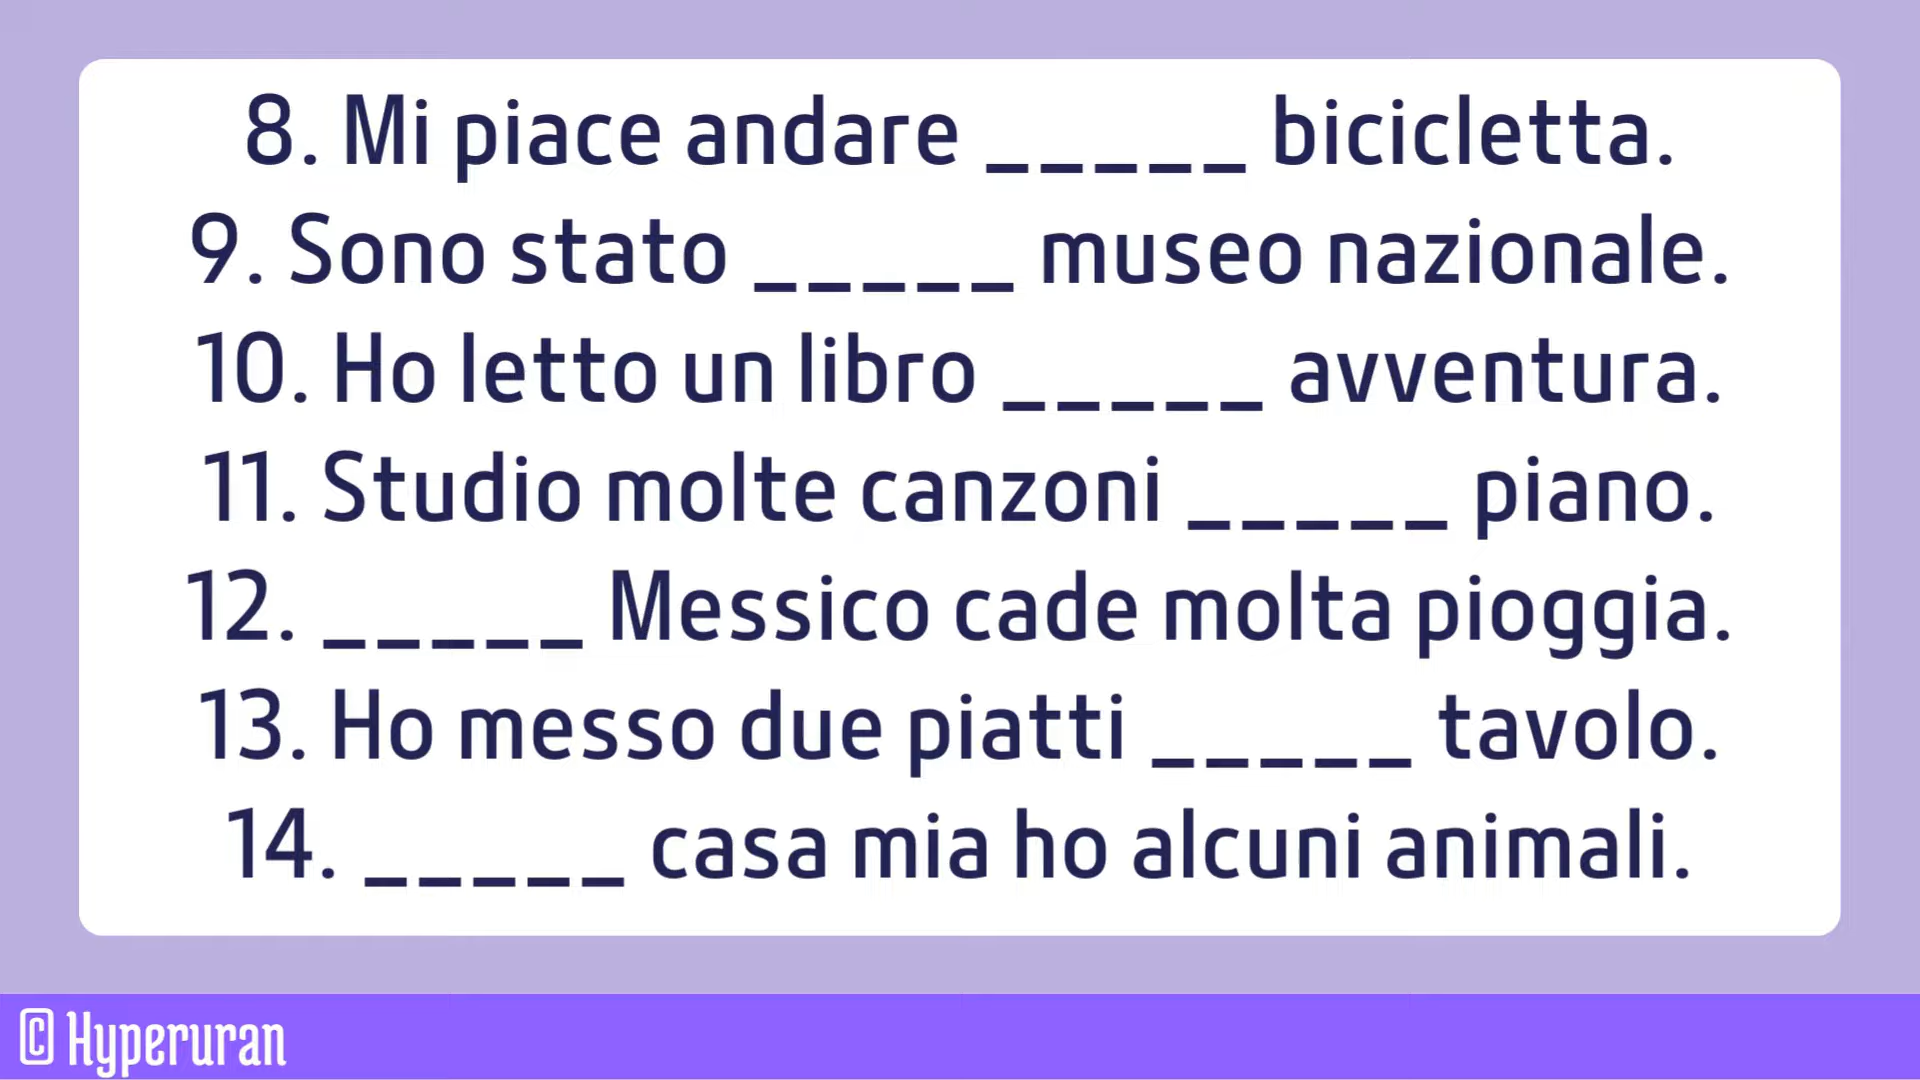 8. Mi piace andare _____ bicicletta.
9. Sono stato _____ museo nazionale.
10. Ho letto un libro _____ avventura.
11. Studio molte canzoni _____ piano.
12. _____ Messico cade molta pioggia.
13. Ho messo due piatti _____ tavolo.
14. _____ casa mia ho alcuni animali.
© Hyperuran